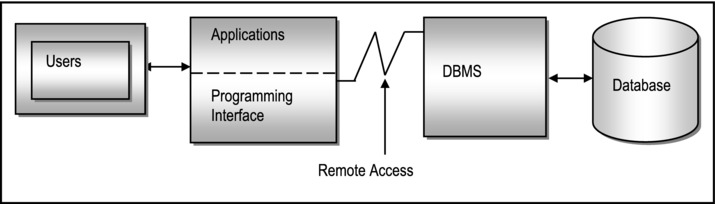 Users
Applications
Programming
Interface
Remote Access
DBMS
Database